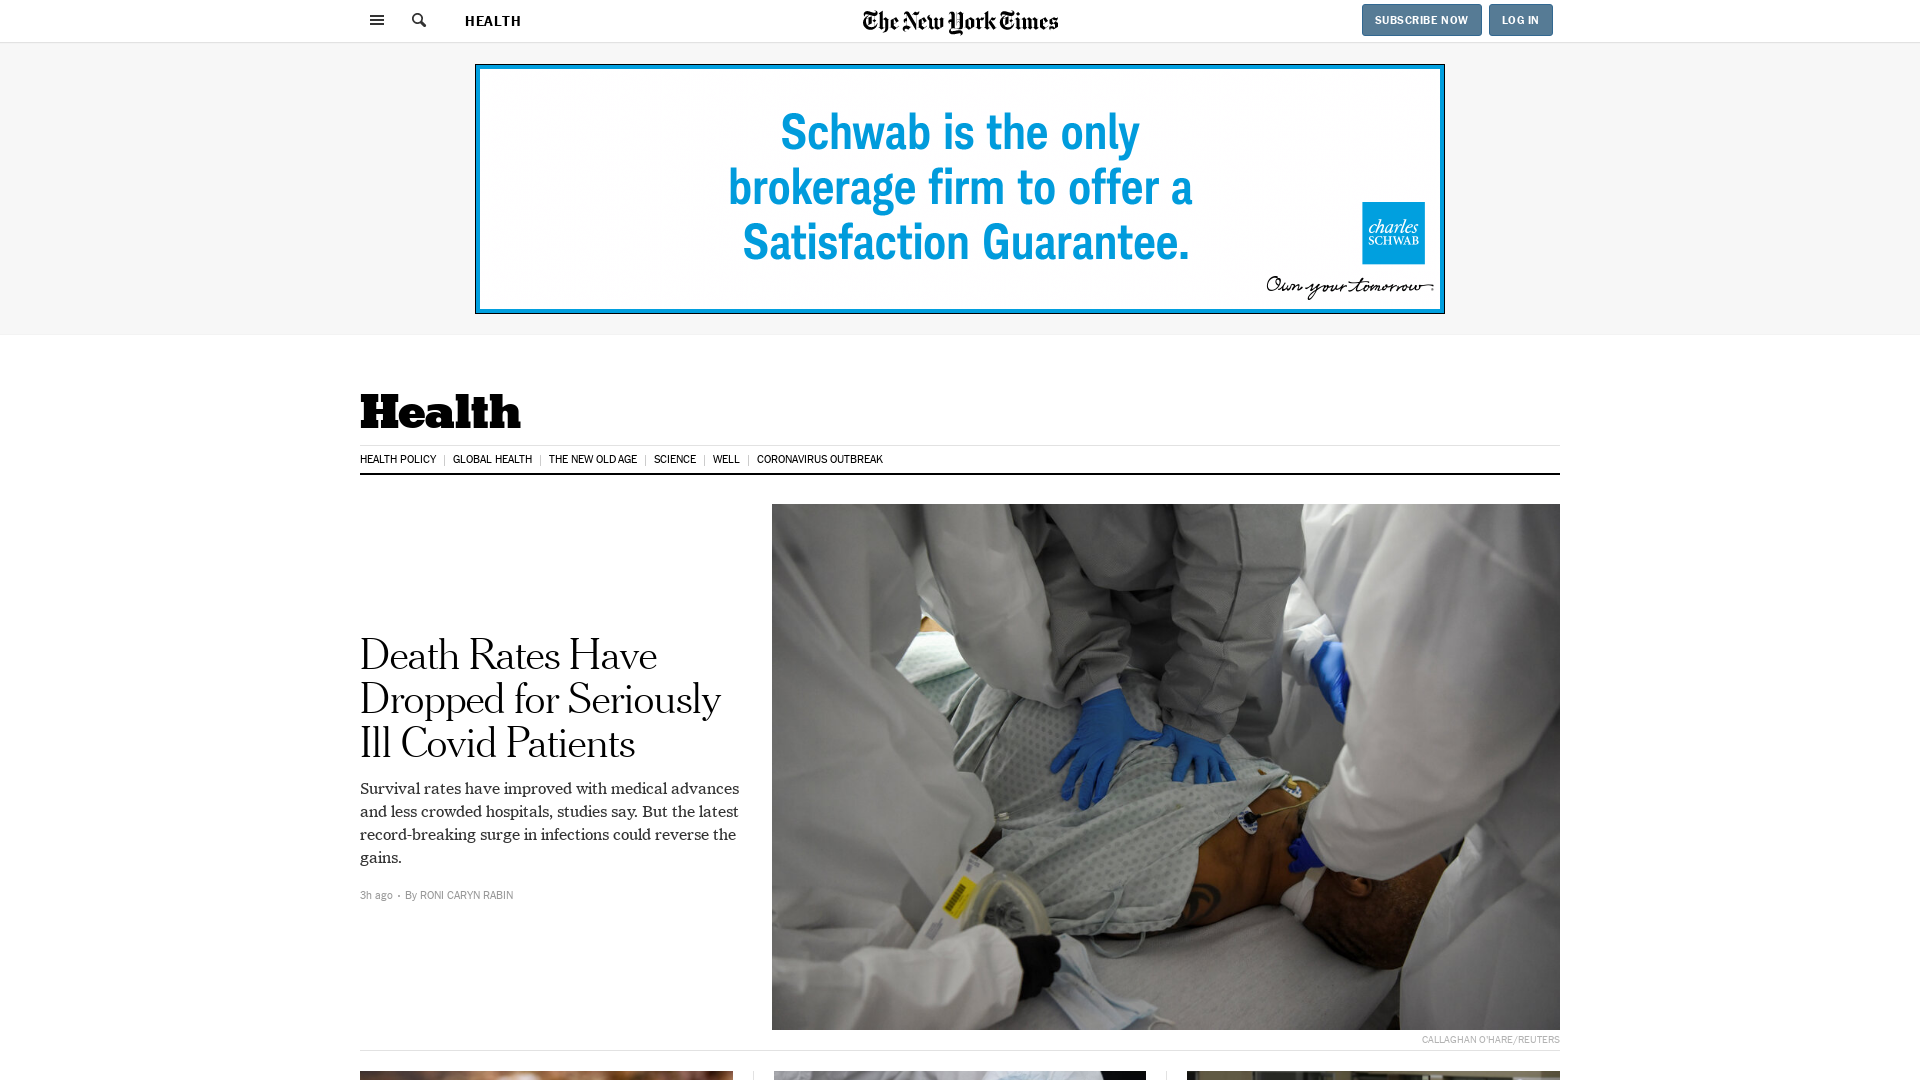 HEALTH
The New York Times
SUBSCRIBE NOW
LOG IN
Schwab is the only
brokerage firm to offer a
Satisfaction Guarantee.
charles
SCHWAB
Own your tomorrow.
Health
HEALTH POLICY
GLOBAL HEALTH
THE NEW OLD AGE
SCIENCE
WELL
CORONAVIRUS OUTBREAK
Death Rates Have
Dropped for Seriously
Ill Covid Patients
Survival rates have improved with medical advances
and less crowded hospitals, studies say. But the latest
record-breaking surge in infections could reverse the
gains.
3h ago · By RONI CARYN RABIN
CALLAGHAN O'HARE/REUTERS